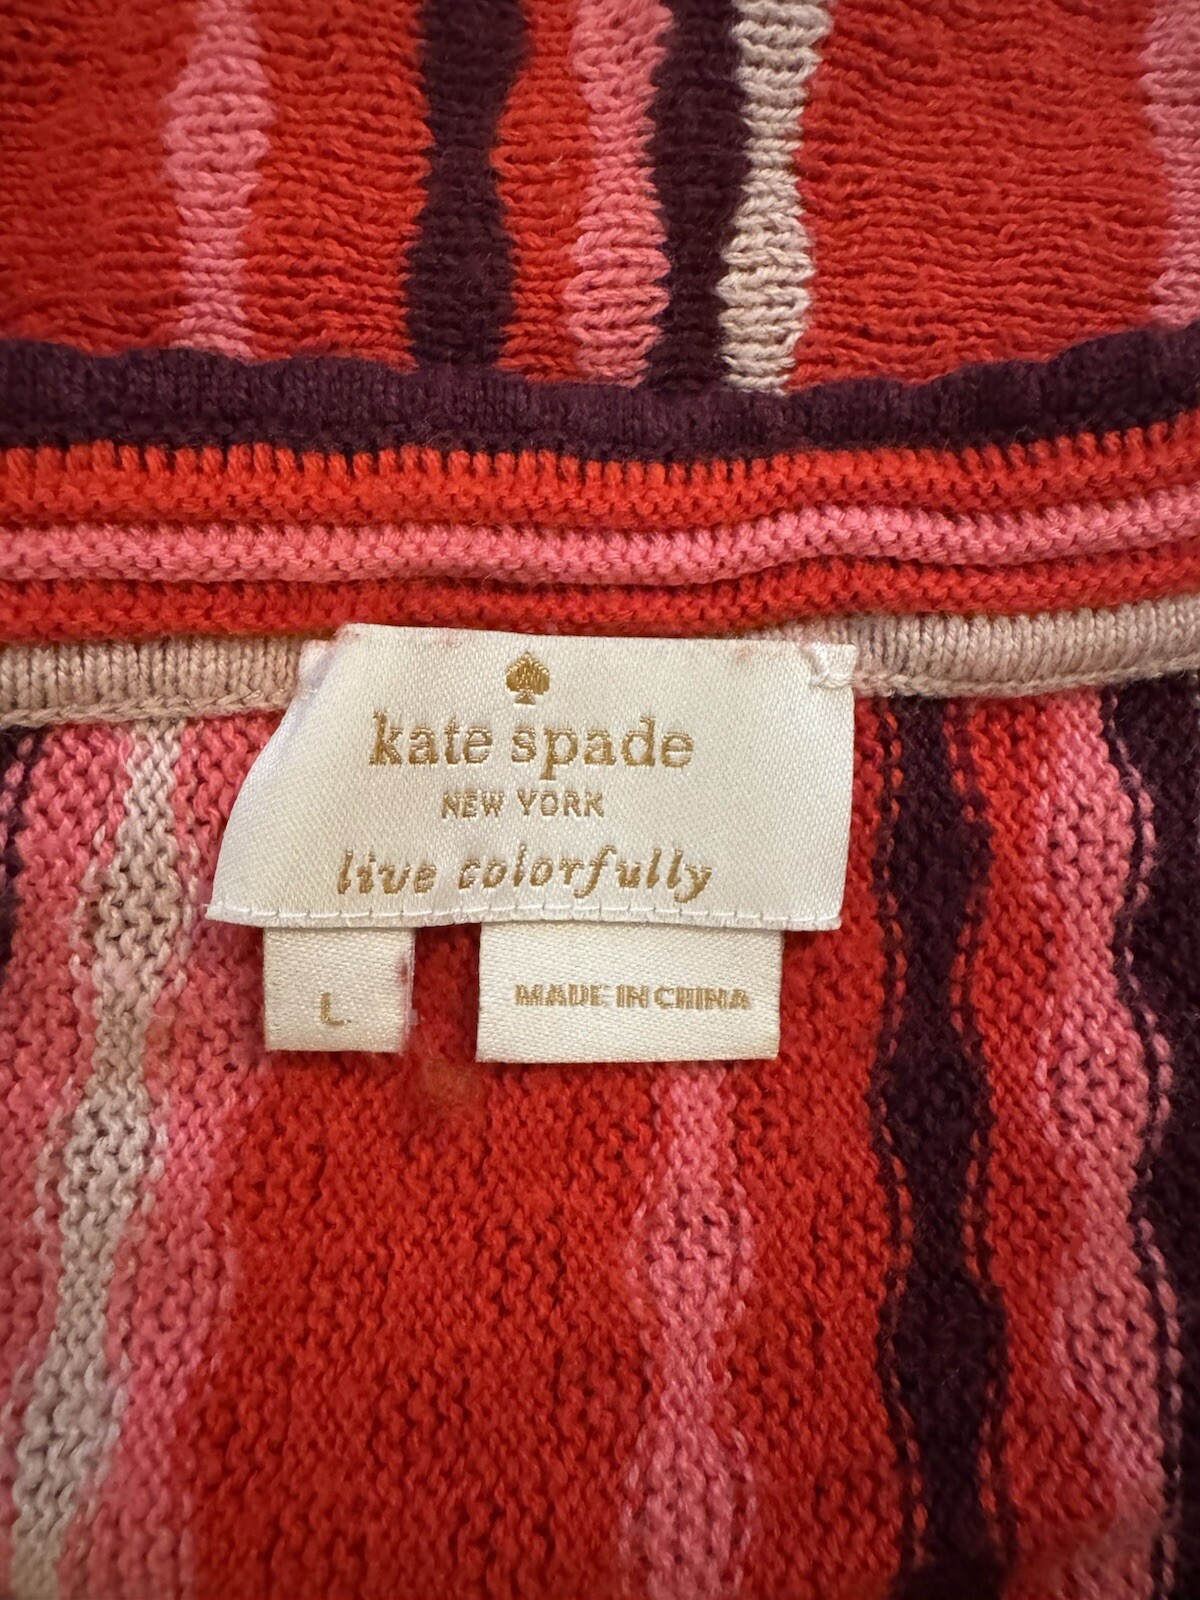 kate spade
NEW YORK
live colorfully
L
MADE IN CHINA